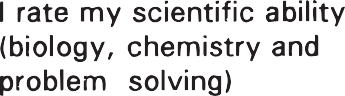 I rate my scientific ability
(biology, chemistry and
problem solving)